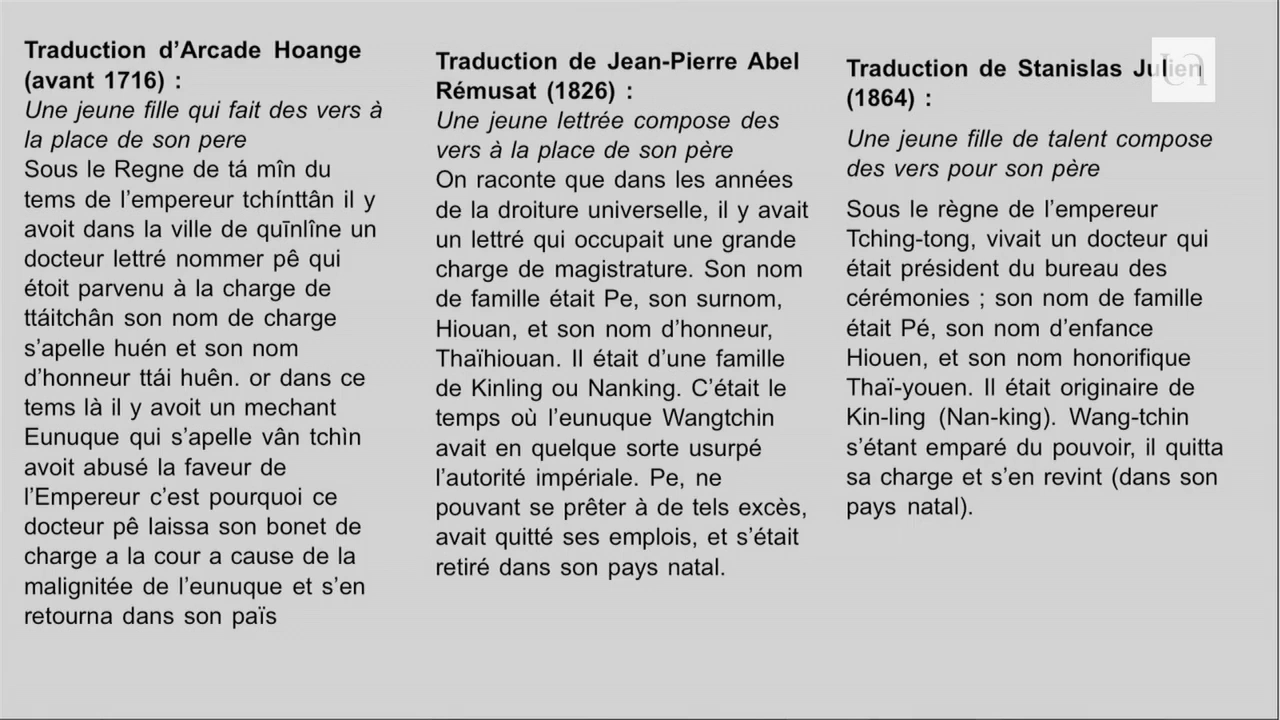 Traduction d’Arcade Hoange
(avant 1716) :
Une jeune fille qui fait des vers à
la place de son pere
Sous le Regne de tá mîn du
tems de l’empereur tchínttân il y
avoit dans la ville de quīnlîne un
docteur lettré nommer pê qui
étoit parvenu à la charge de
ttáitchân son nom de charge
s’apelle huén et son nom
d’honneur ttái huên. or dans ce
tems là il y avoit un mechant
Eunuque qui s’apelle vân tchìn
avoit abusé la faveur de
l’Empereur c’est pourquoi ce
docteur pê laissa son bonet de
charge a la cour a cause de la
malignitée de l’eunuque et s’en
retourna dans son païs
Traduction de Jean-Pierre Abel
Rémusat (1826) :
Une jeune lettrée compose des
vers à la place de son père
On raconte que dans les années
de la droiture universelle, il y avait
un lettré qui occupait une grande
charge de magistrature. Son nom
de famille était Pe, son surnom,
Hiouan, et son nom d’honneur,
Thaïhiouan. Il était d’une famille
de Kinling ou Nanking. C’était le
temps où l’eunuque Wangtchin
avait en quelque sorte usurpé
l’autorité impériale. Pe, ne
pouvant se prêter à de tels excès,
avait quitté ses emplois, et s’était
retiré dans son pays natal.
Traduction de Stanislas Julien
(1864) :
Une jeune fille de talent compose
des vers pour son père
Sous le règne de l’empereur
Tching-tong, vivait un docteur qui
était président du bureau des
cérémonies ; son nom de famille
était Pé, son nom d’enfance
Hiouen, et son nom honorifique
Thaï-youen. Il était originaire de
Kin-ling (Nan-king). Wang-tchin
s’étant emparé du pouvoir, il quitta
sa charge et s’en revint (dans son
pays natal).